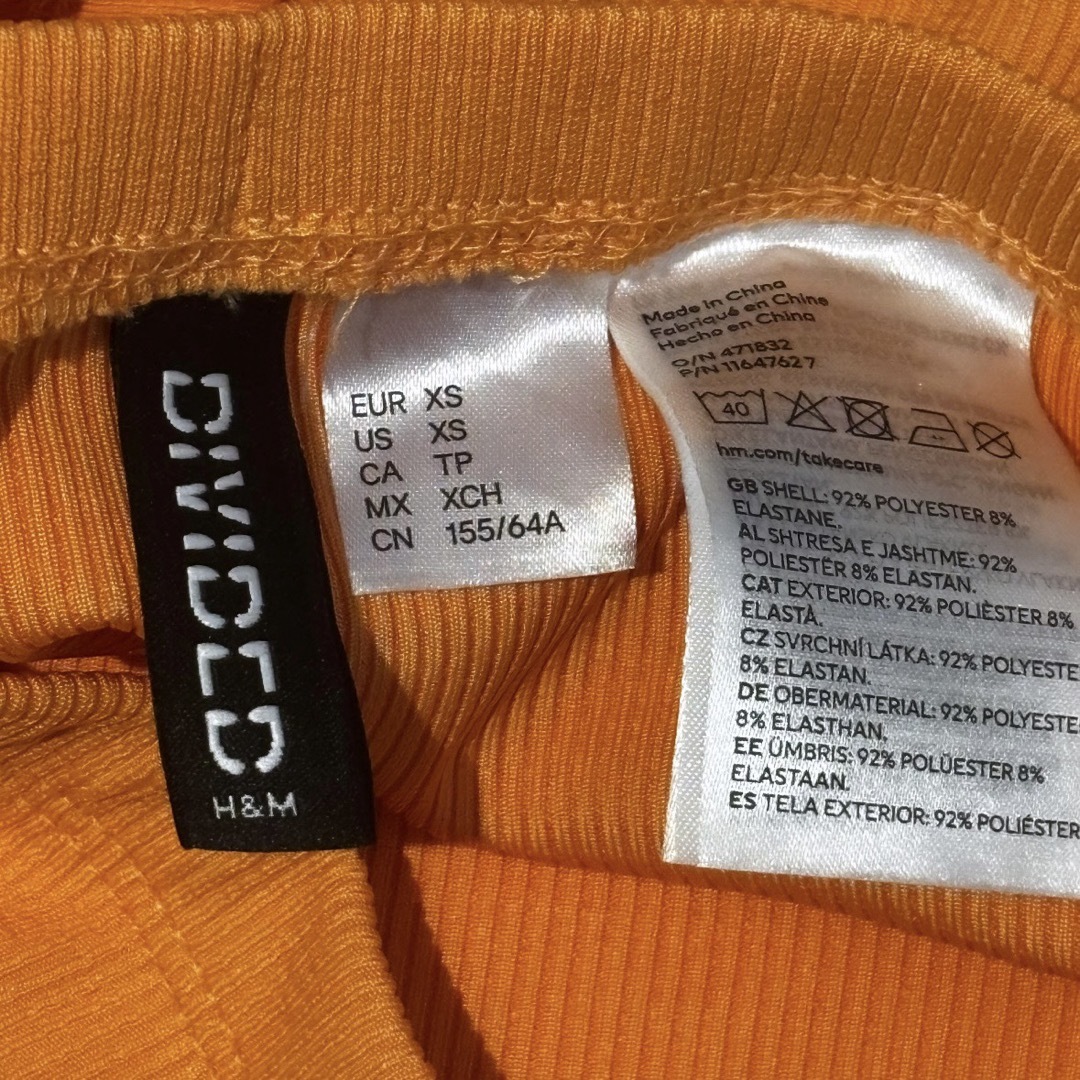 DIVIDED
H&M
EUR XS
US XS
CA TP
MX XCH
CN 155/64A
Made in China
Fabriqué en Chine
Hecho en China
O/N 471832
P/N 11647627
40
hm.com/takecare
GB SHELL: 92% POLYESTER 8%
ELASTANE.
AL SHTRESA E JASHTME: 92%
POLIESTËR 8% ELASTAN.
CAT EXTERIOR: 92% POLIÈSTER 8%
ELASTÀ.
CZ SVRCHNÍ LÁTKA: 92% POLYESTE
8% ELASTAN.
DE OBERMATERIAL: 92% POLYESTE
8% ELASTHAN.
EE ÜMBRIS: 92% POLÜESTER 8%
ELASTAAN.
ES TELA EXTERIOR: 92% POLIÉSTER